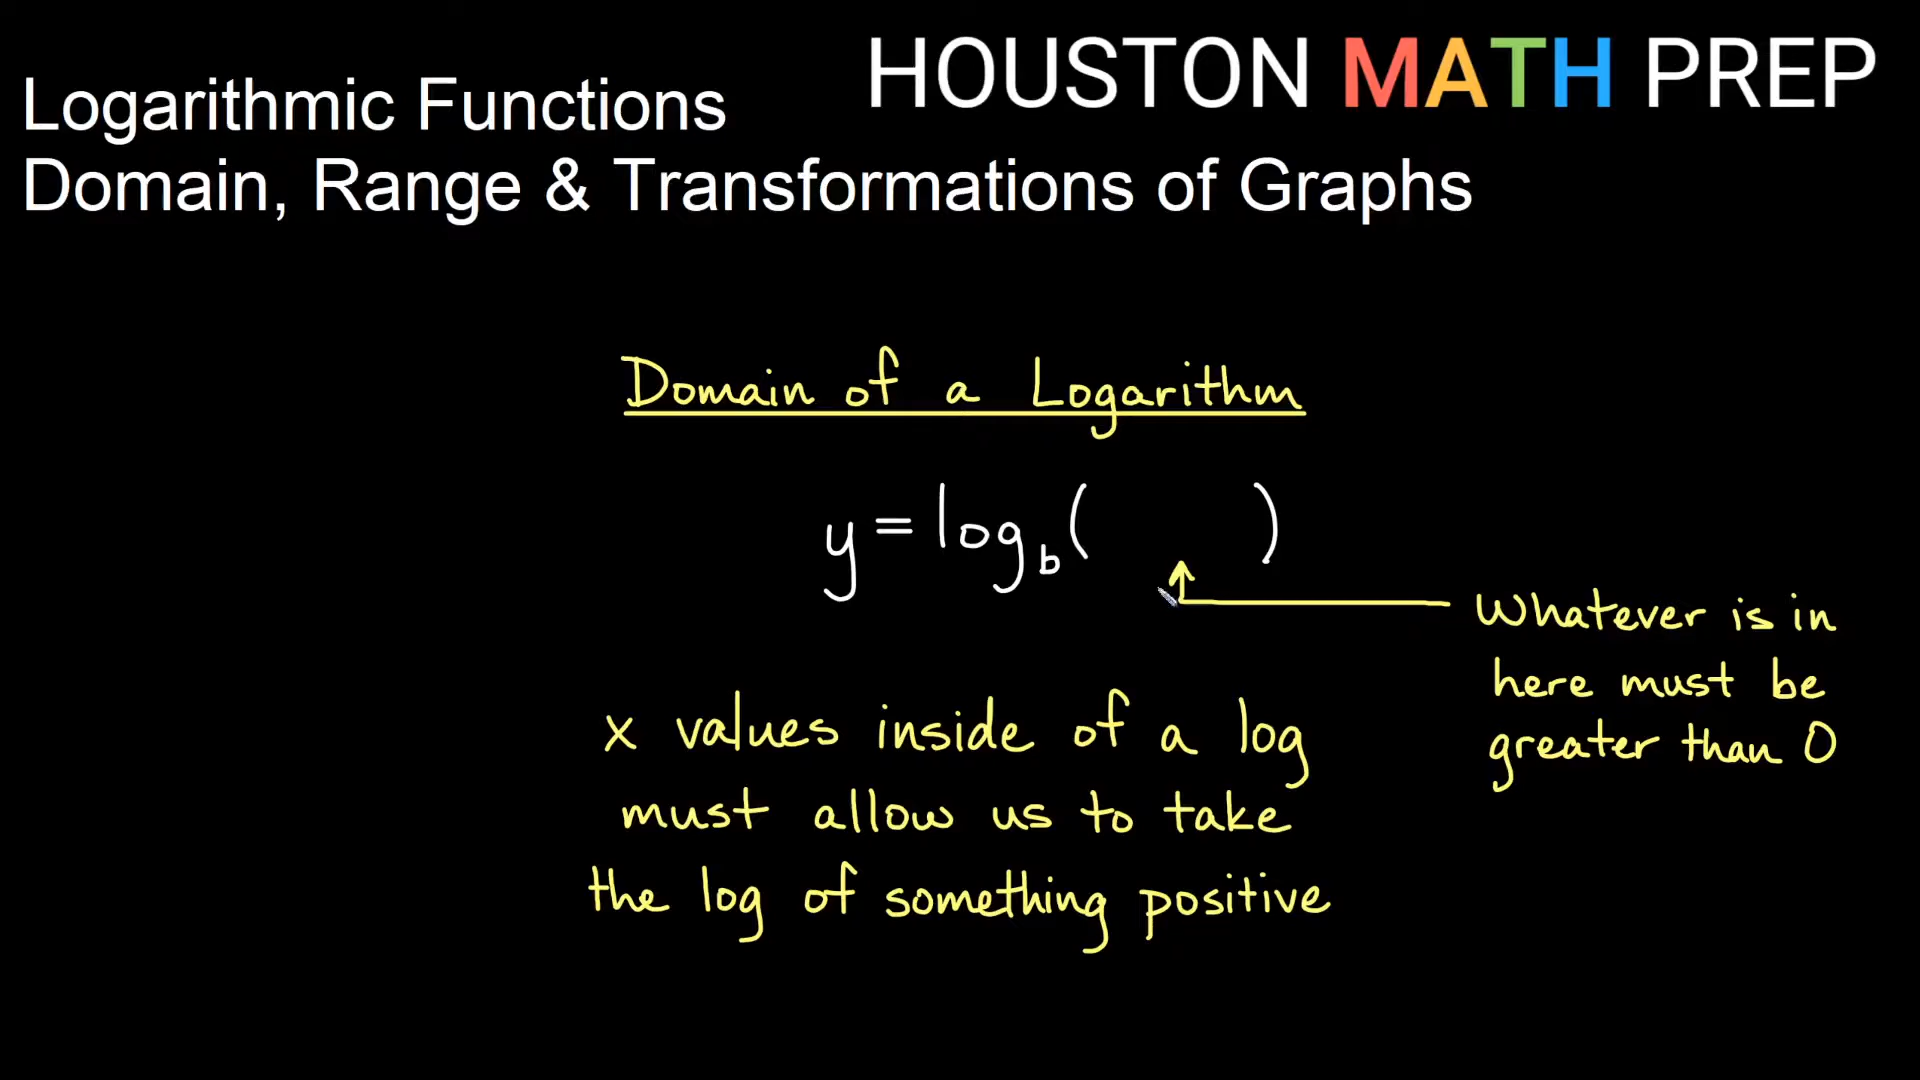 HOUSTON MATH PREP
Logarithmic Functions
Domain, Range & Transformations of Graphs
Domain of a Logarithm
y = log_b( )
Whatever is in
here must be
greater than 0
x values inside of a log
must allow us to take
the log of something positive